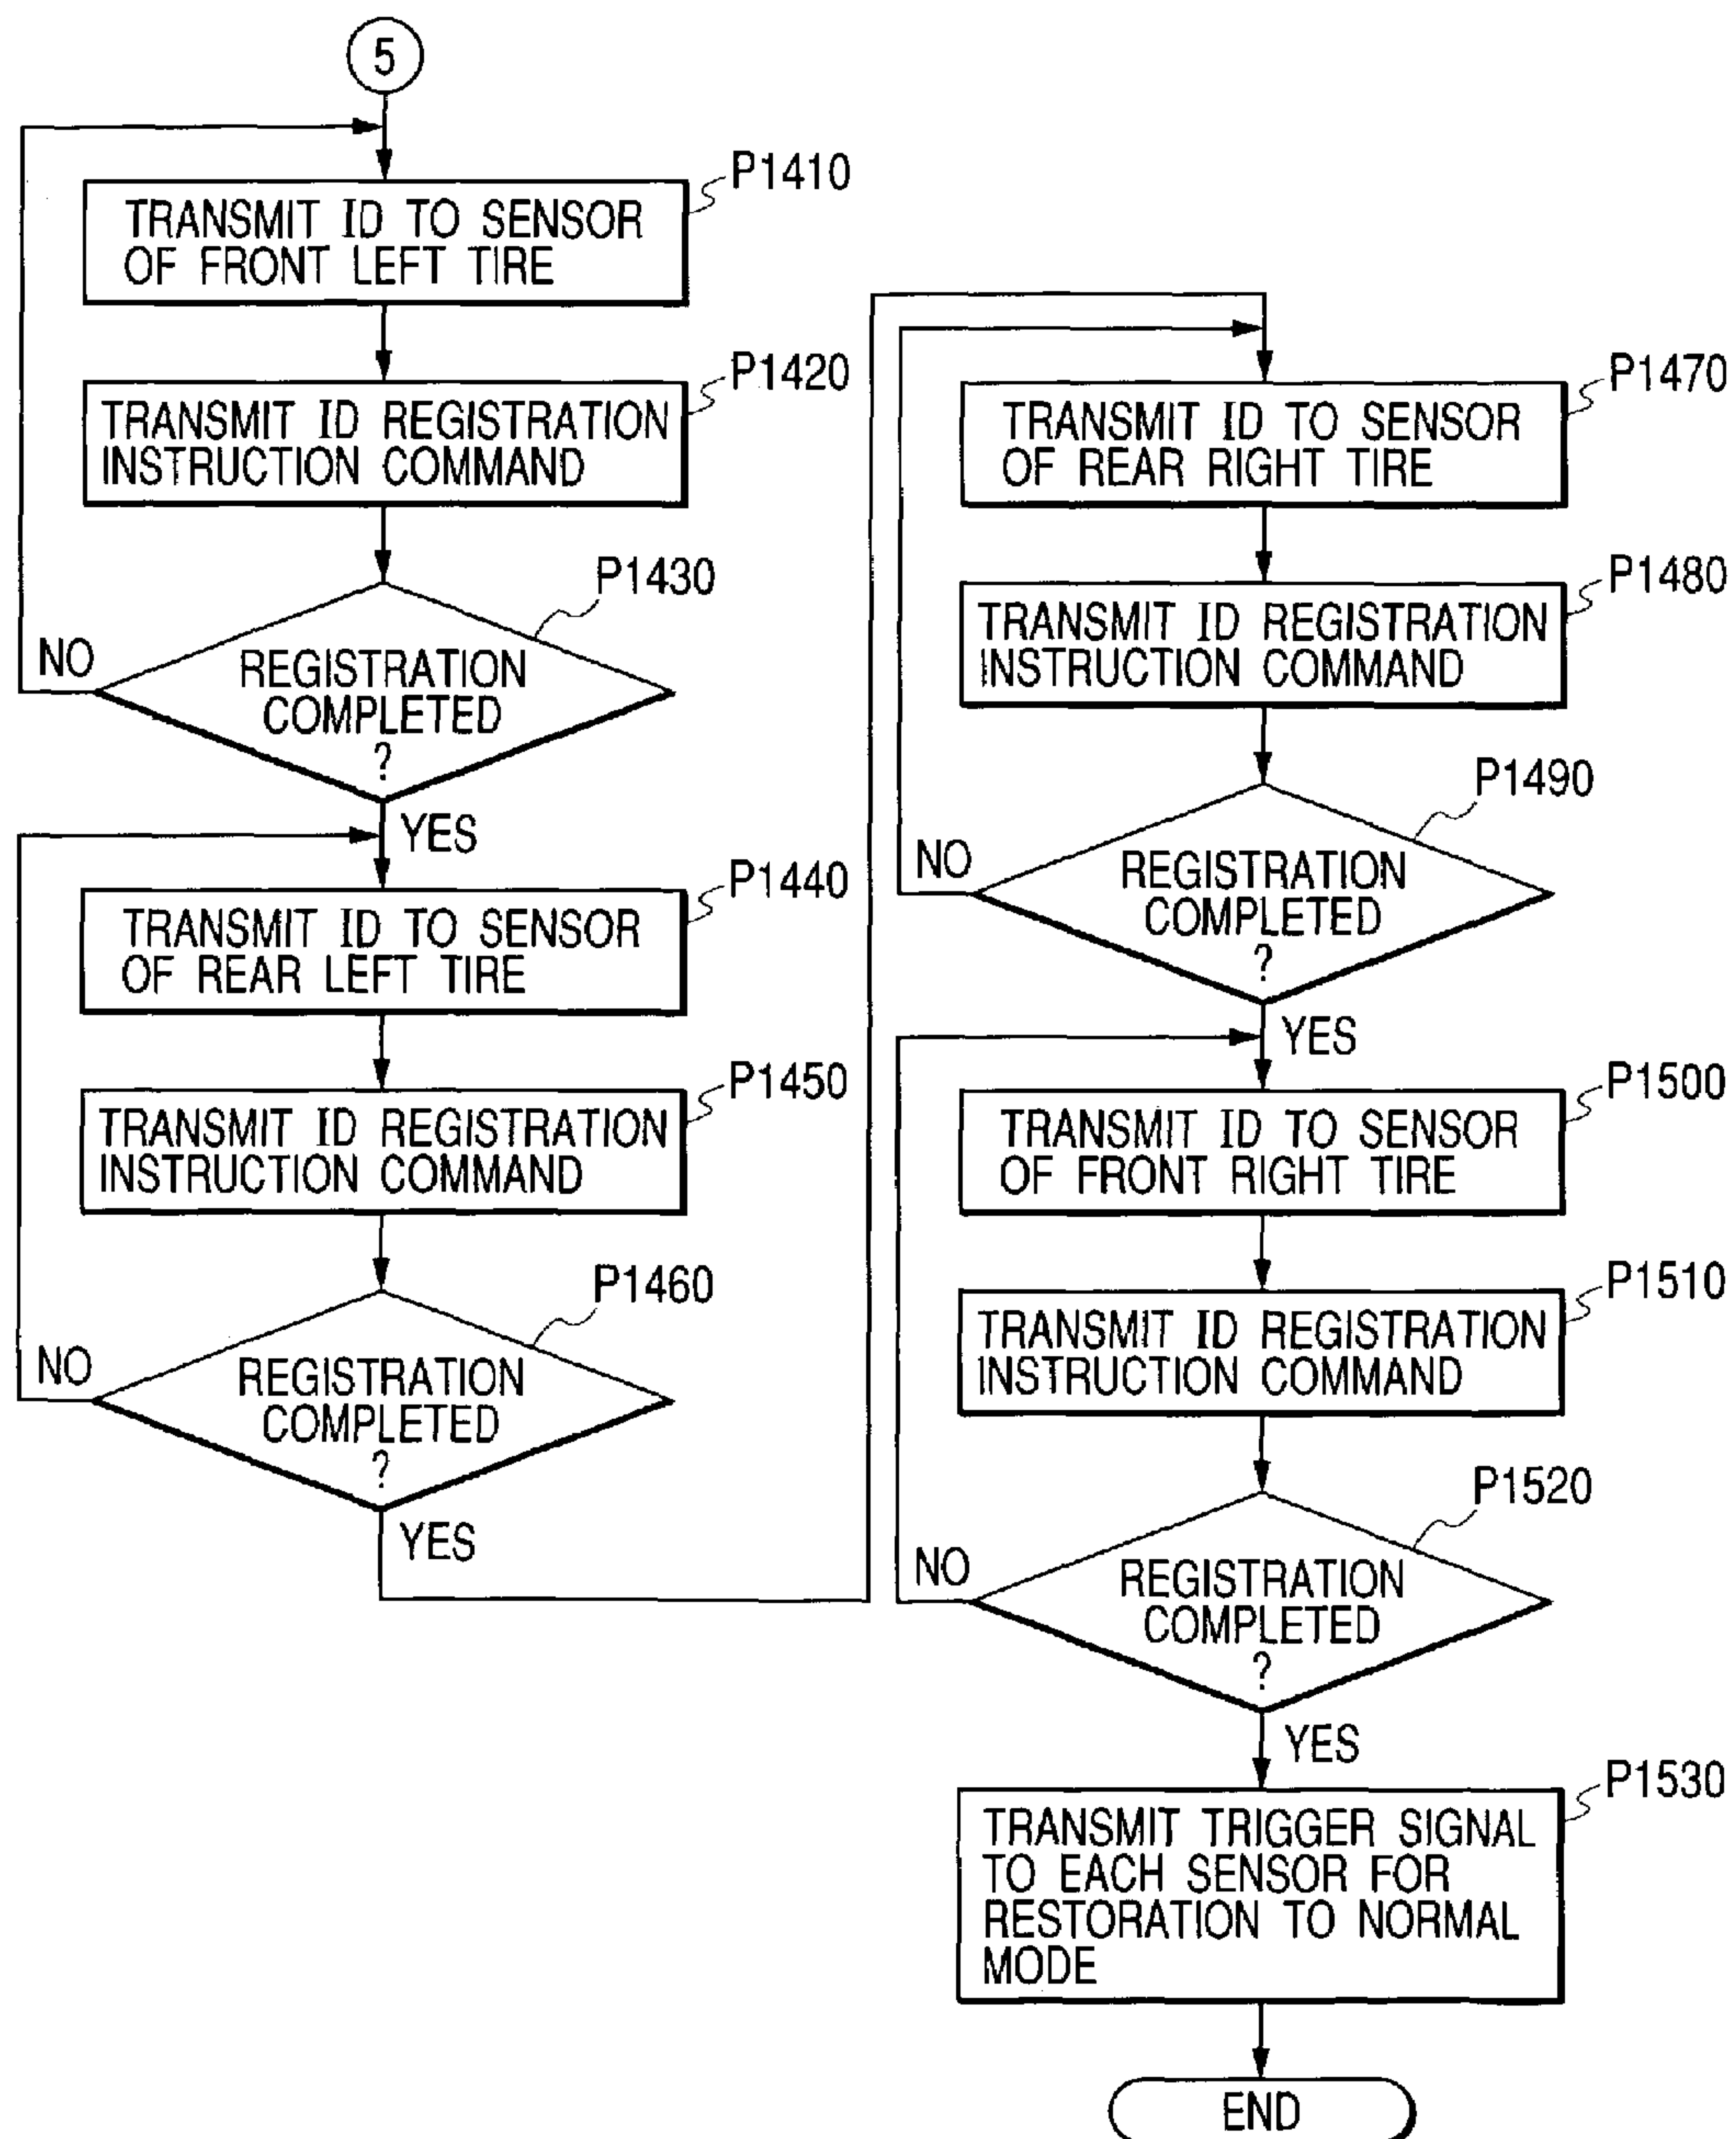 5
P1410
TRANSMIT ID TO SENSOR
OF FRONT LEFT TIRE
P1420
TRANSMIT ID REGISTRATION
INSTRUCTION COMMAND
P1430
NO
REGISTRATION
COMPLETED
?
YES
P1440
TRANSMIT ID TO SENSOR
OF REAR LEFT TIRE
P1450
TRANSMIT ID REGISTRATION
INSTRUCTION COMMAND
P1460
NO
REGISTRATION
COMPLETED
?
YES
P1470
TRANSMIT ID TO SENSOR
OF REAR RIGHT TIRE
P1480
TRANSMIT ID REGISTRATION
INSTRUCTION COMMAND
P1490
NO
REGISTRATION
COMPLETED
?
YES
P1500
TRANSMIT ID TO SENSOR
OF FRONT RIGHT TIRE
P1510
TRANSMIT ID REGISTRATION
INSTRUCTION COMMAND
P1520
NO
REGISTRATION
COMPLETED
?
YES
P1530
TRANSMIT TRIGGER SIGNAL
TO EACH SENSOR FOR
RESTORATION TO NORMAL
MODE
END